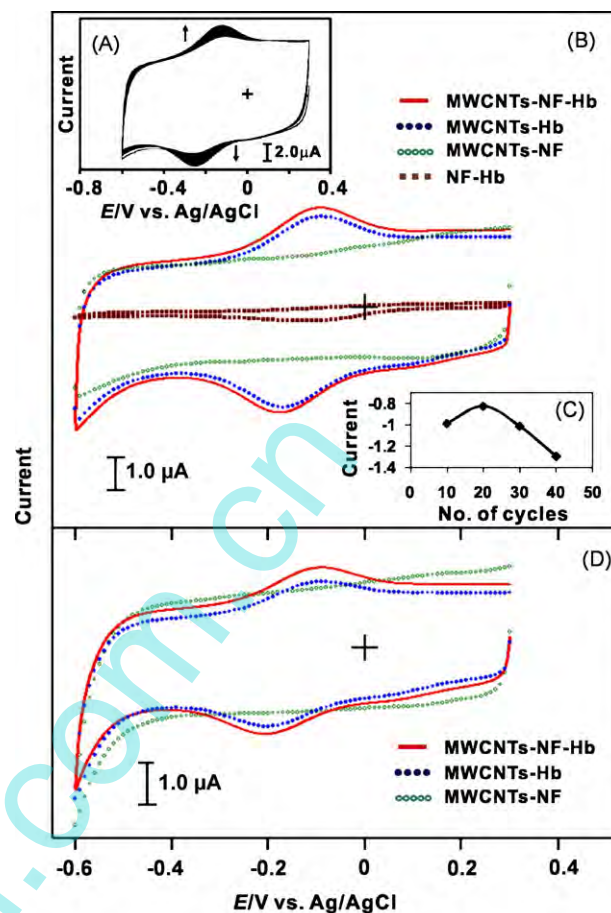 (A)
Current
2.0µA
-0.8 -0.4 0 0.4
E/V vs. Ag/AgCl
(B)
MWCNTs-NF-Hb
MWCNTs-Hb
MWCNTs-NF
NF-Hb
1.0 µA
(C)
Current
-0.8
-1
-1.2
-1.4
0 10 20 30 40 50
No. of cycles
Current
(D)
1.0 µA
MWCNTs-NF-Hb
MWCNTs-Hb
MWCNTs-NF
-0.6 -0.4 -0.2 0 0.2 0.4
E/V vs. Ag/AgCl